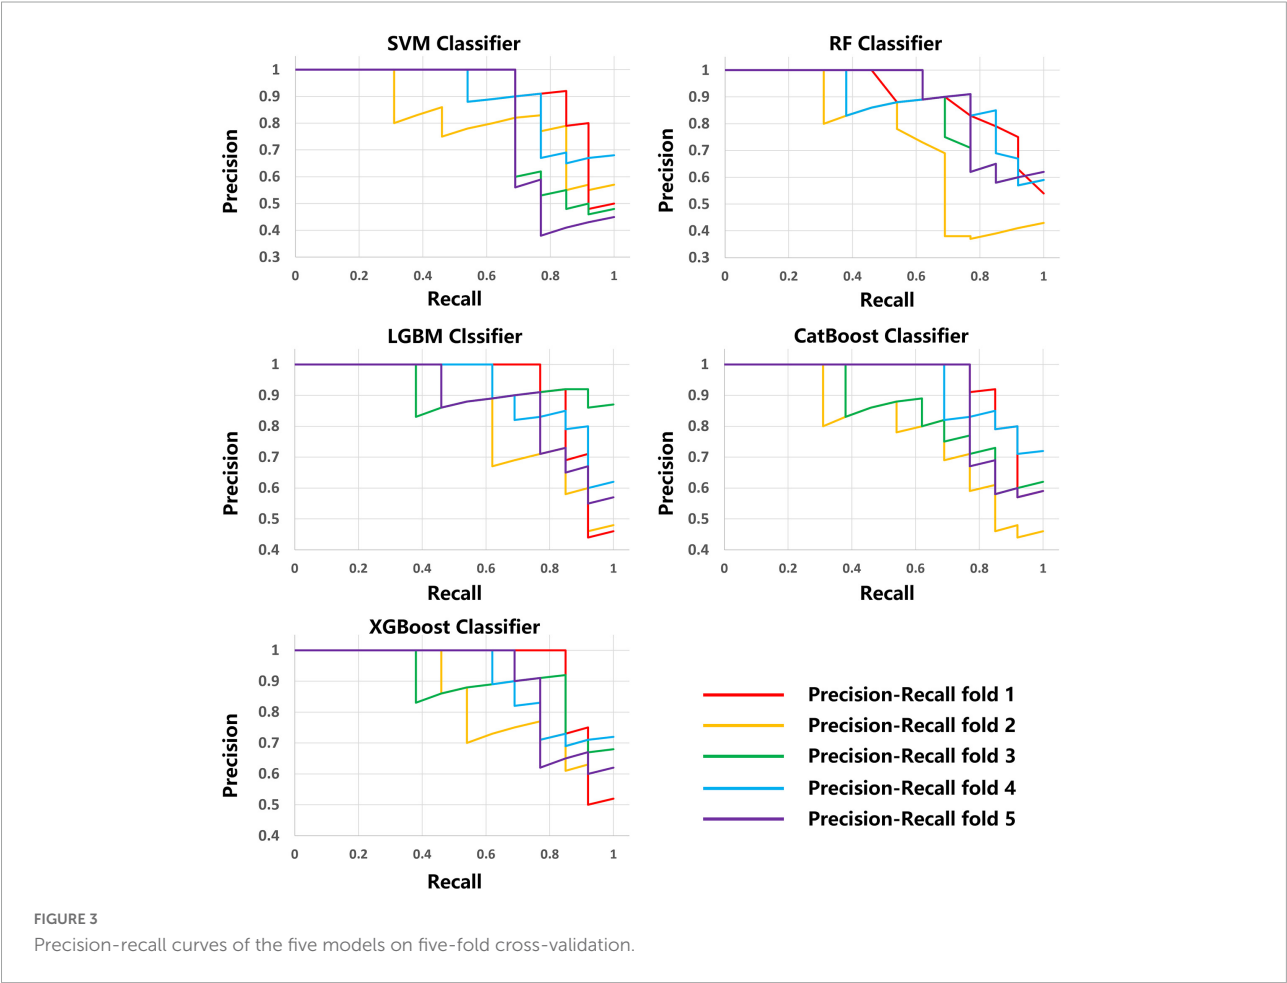 SVM Classifier
1
0.9
0.8
0.7
0.6
0.5
0.4
0.3
Precision
0 0.2 0.4 0.6 0.8 1
Recall
RF Classifier
1
0.9
0.8
0.7
0.6
0.5
0.4
0.3
Precision
0 0.2 0.4 0.6 0.8 1
Recall
LGBM Clssifier
1
0.9
0.8
0.7
0.6
0.5
0.4
Precision
0 0.2 0.4 0.6 0.8 1
Recall
CatBoost Classifier
1
0.9
0.8
0.7
0.6
0.5
0.4
Precision
0 0.2 0.4 0.6 0.8 1
Recall
XGBoost Classifier
1
0.9
0.8
0.7
0.6
0.5
0.4
Precision
0 0.2 0.4 0.6 0.8 1
Recall
Precision-Recall fold 1
Precision-Recall fold 2
Precision-Recall fold 3
Precision-Recall fold 4
Precision-Recall fold 5
FIGURE 3
Precision-recall curves of the five models on five-fold cross-validation.